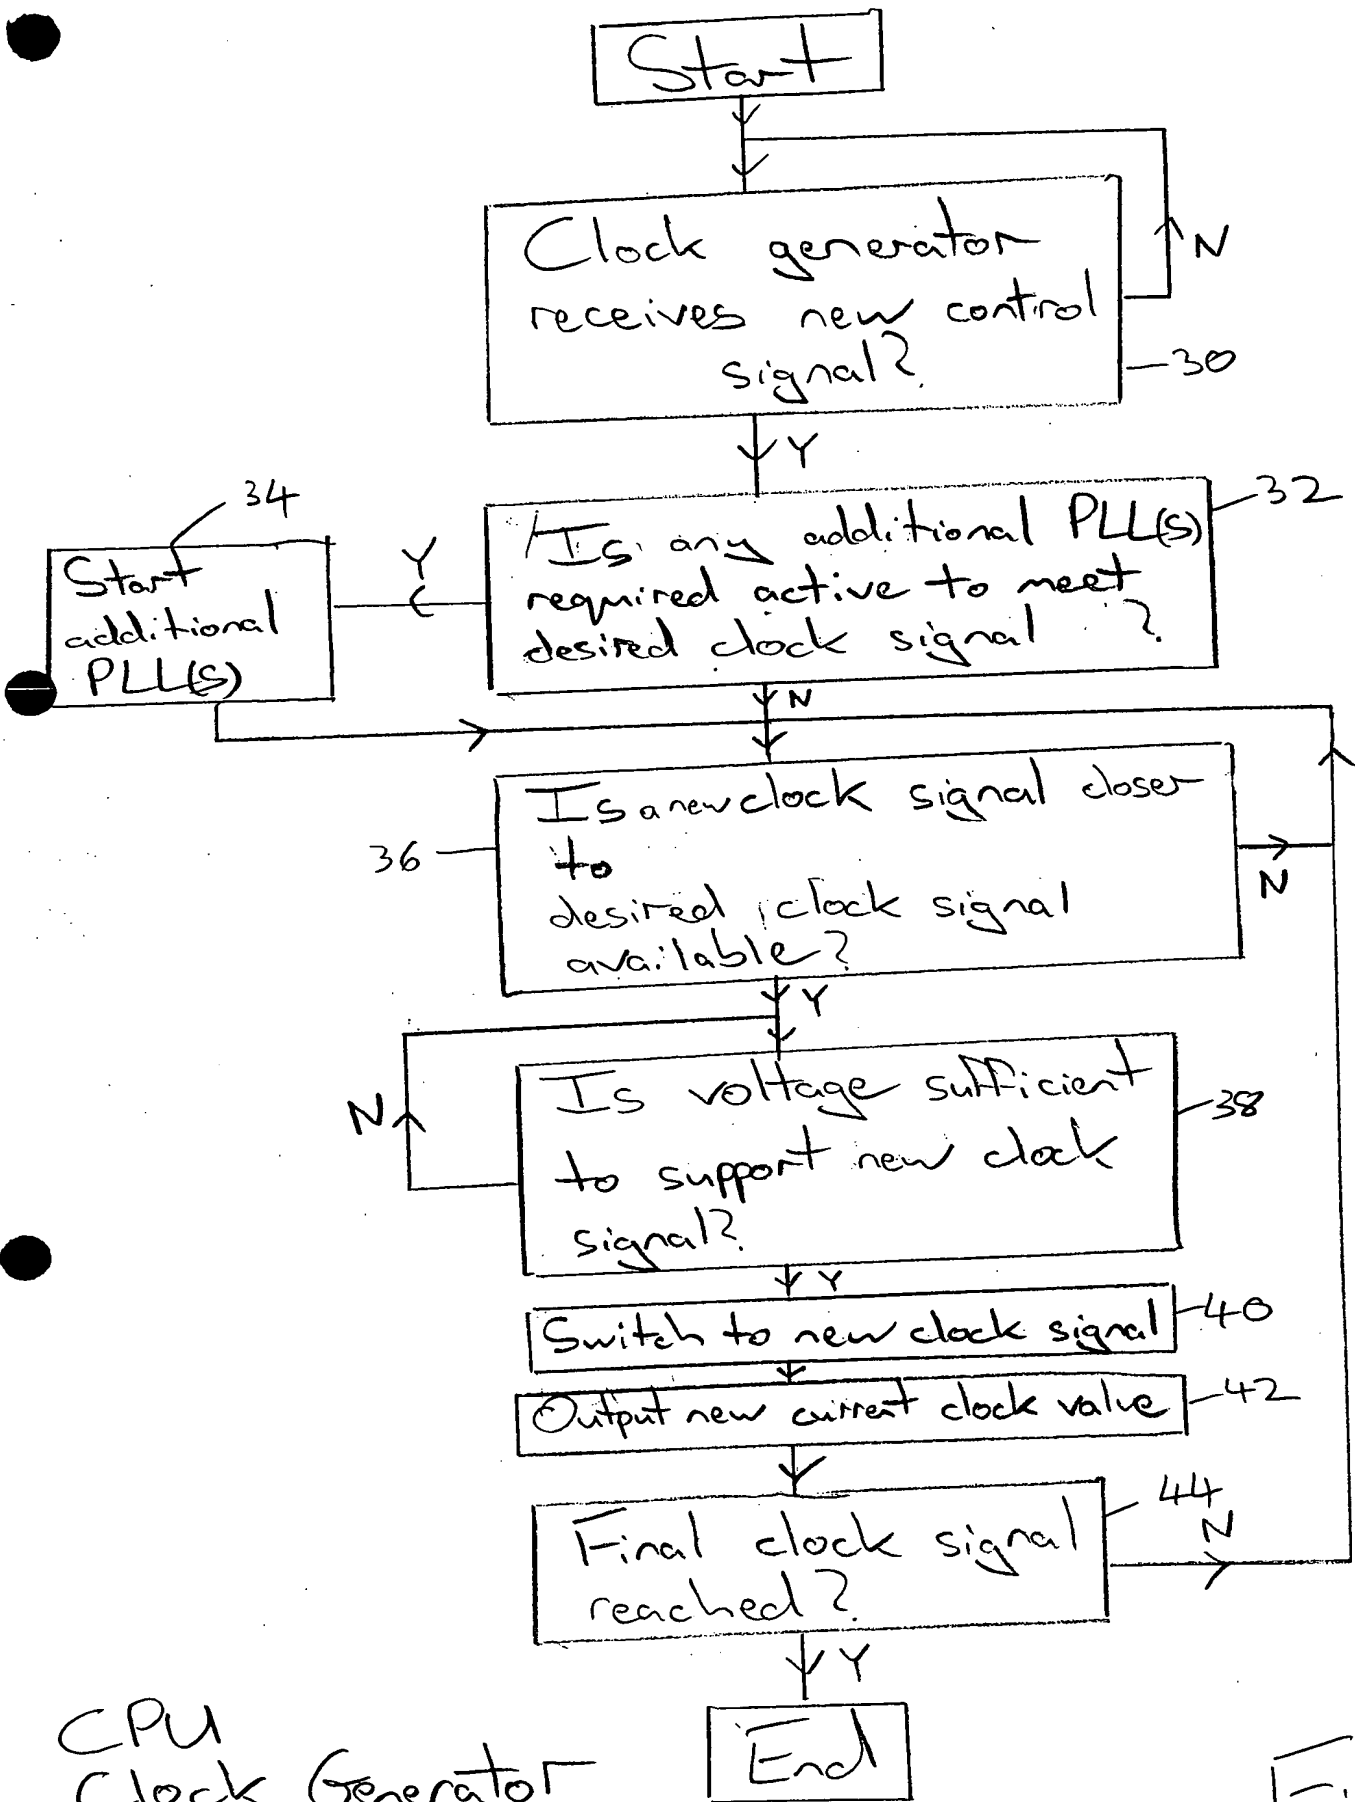 Start
Clock generator
receives new control
signal?
N
30
Y
34
32
Start
additional
PLL(s)
Y
Is any additional PLL(s)
required active to meet
desired clock signal ?
N
Is a new clock signal closer
to
desired clock signal
available?
36
N
Y
Is voltage sufficient
to support new clock
signal?
N
38
Y
Switch to new clock signal
40
Output new current clock value
42
Final clock signal
reached?
44
N
Y
End
CPU
Clock Generator